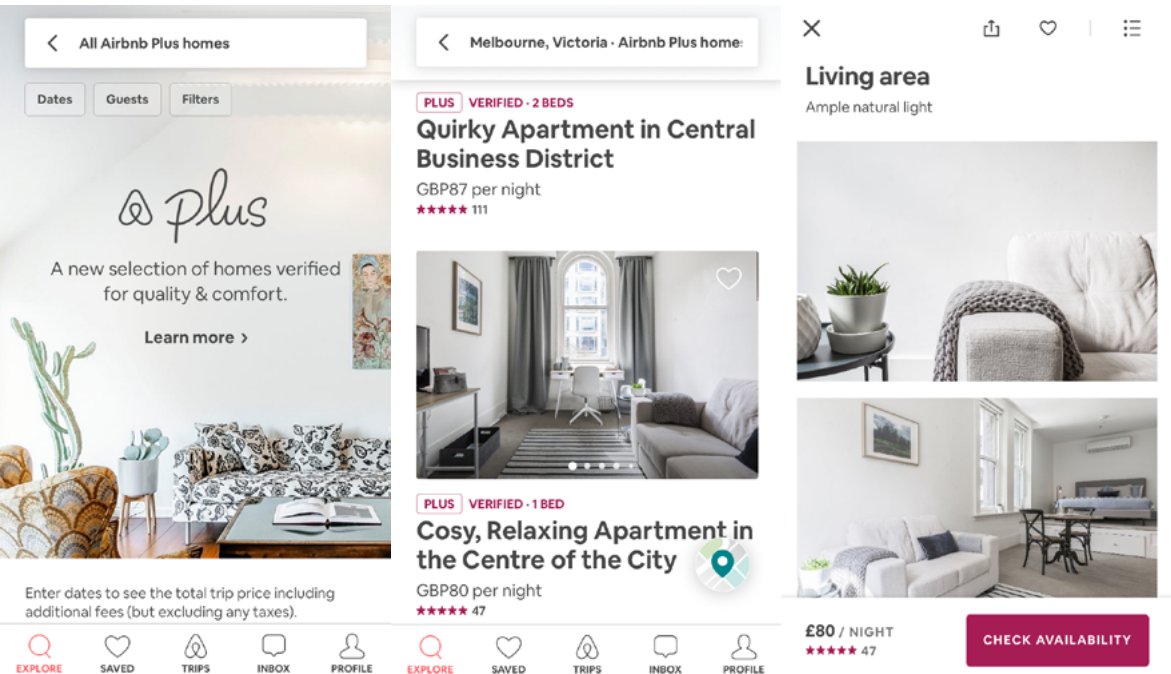 All Airbnb Plus homes
Dates
Guests
Filters
plus
A new selection of homes verified
for quality & comfort.
Learn more >
Enter dates to see the total trip price including
additional fees (but excluding any taxes).
EXPLORE
SAVED
TRIPS
INBOX
PROFILE
Melbourne, Victoria · Airbnb Plus home
PLUS VERIFIED · 2 BEDS
Quirky Apartment in Central
Business District
GBP87 per night
★★★★★ 111
PLUS VERIFIED · 1 BED
Cosy, Relaxing Apartment in
the Centre of the City
GBP80 per night
★★★★★ 47
EXPLORE
SAVED
TRIPS
INBOX
PROFILE
Living area
Ample natural light
£80 / NIGHT
★★★★★ 47
CHECK AVAILABILITY